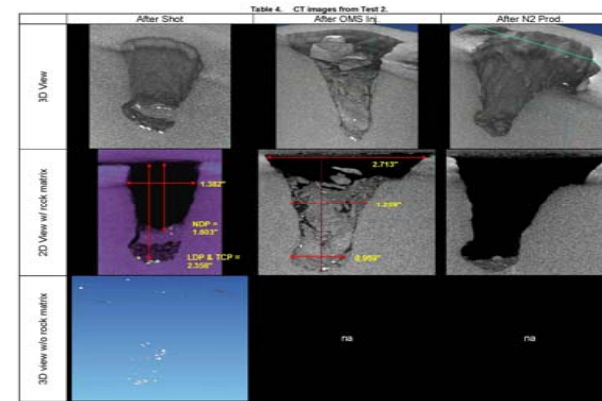 Table 4. CT images from Test 2.
After Shot
After OMS Inj.
After N2 Prod.
3D View
2D View w/ rock matrix
1.382"
NDP =
1.603"
LDP & TCP =
2.358"
2.713"
1.259"
0.959"
3D view w/o rock matrix
na
na